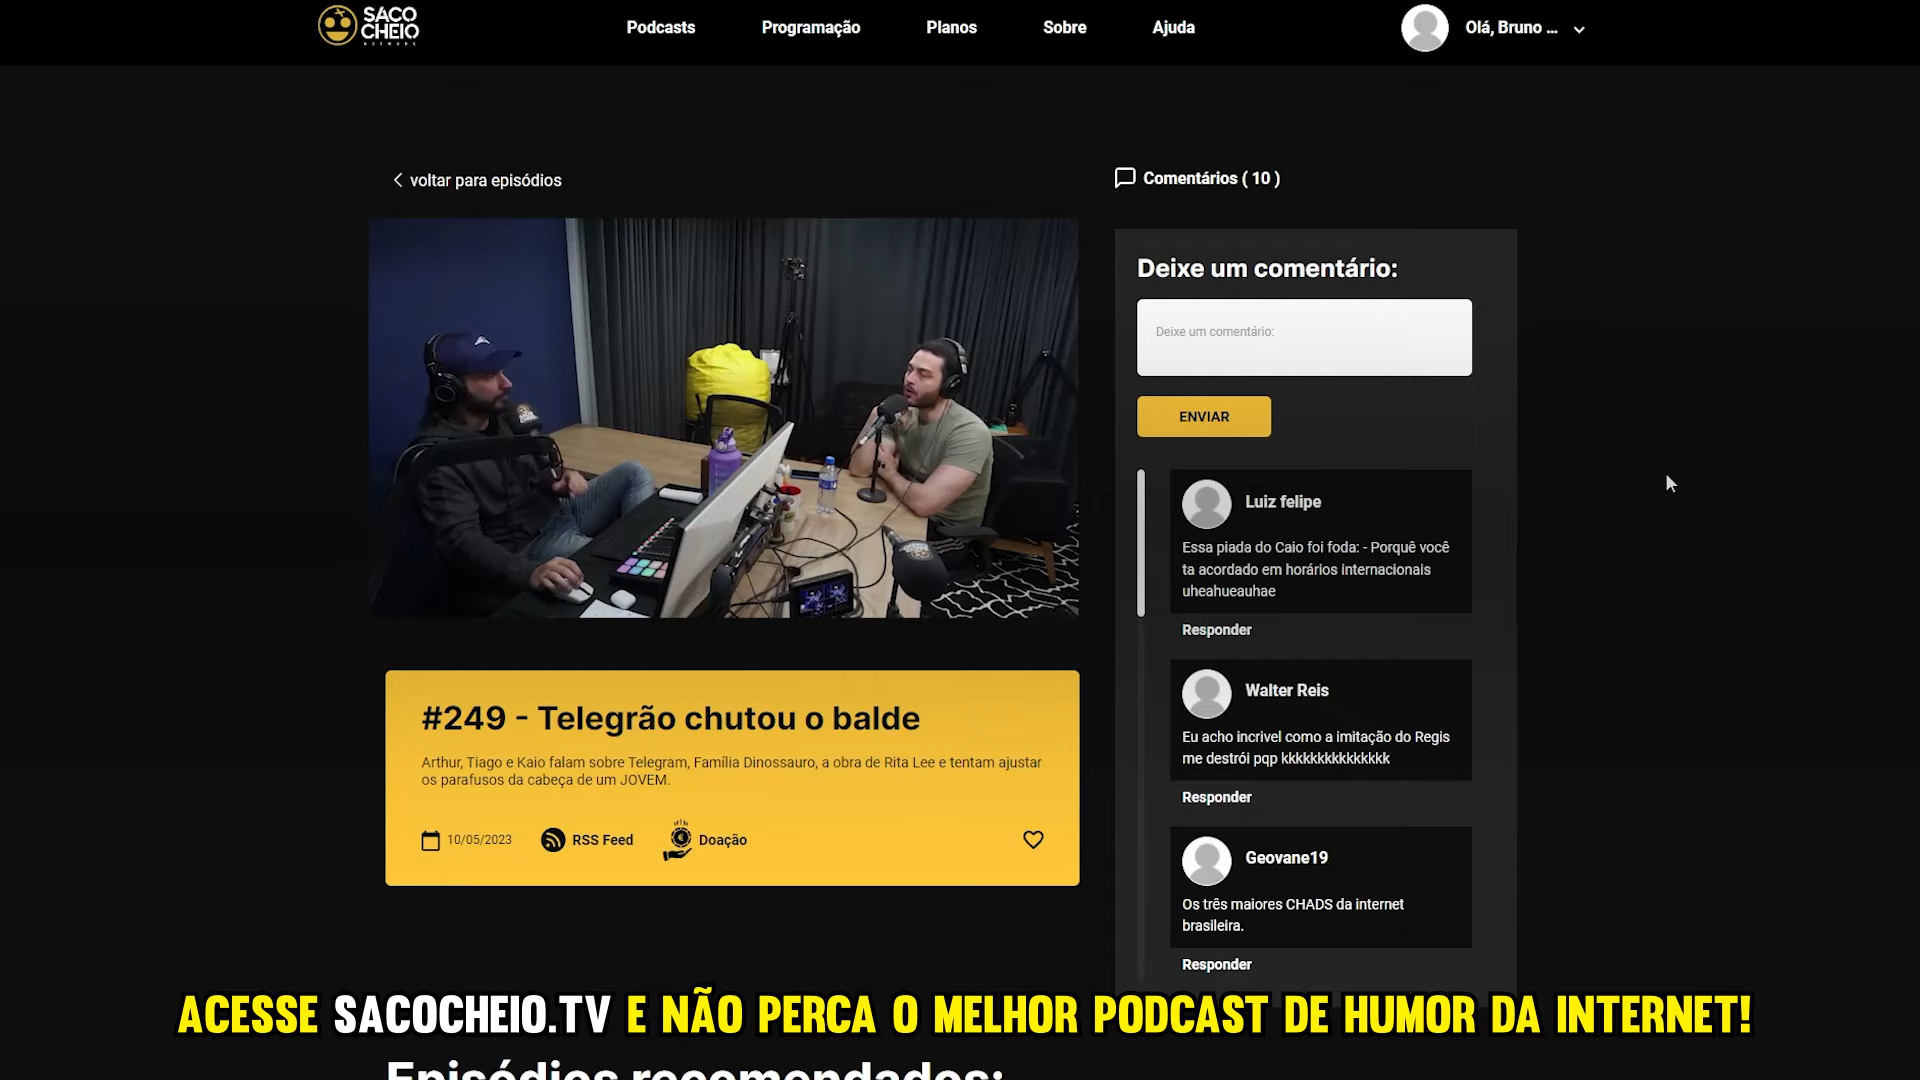 SACO
CHEIO
NETWORK
Podcasts
Programação
Planos
Sobre
Ajuda
Olá, Bruno ...
voltar para episódios
Comentários ( 10 )
Deixe um comentário:
Deixe um comentário:
ENVIAR
Luiz felipe
Essa piada do Caio foi foda: - Porquê você
ta acordado em horários internacionais
uheahueauhae
Responder
Walter Reis
Eu acho incrivel como a imitação do Regis
me destrói pqp kkkkkkkkkkkkkkk
Responder
Geovane19
Os três maiores CHADS da internet
brasileira.
Responder
#249 - Telegrão chutou o balde
Arthur, Tiago e Kaio falam sobre Telegram, Família Dinossauro, a obra de Rita Lee e tentam ajustar
os parafusos da cabeça de um JOVEM.
10/05/2023
RSS Feed
Doação
ACESSE SACOCHEIO.TV E NÃO PERCA O MELHOR PODCAST DE HUMOR DA INTERNET!
Episódios recomendados: